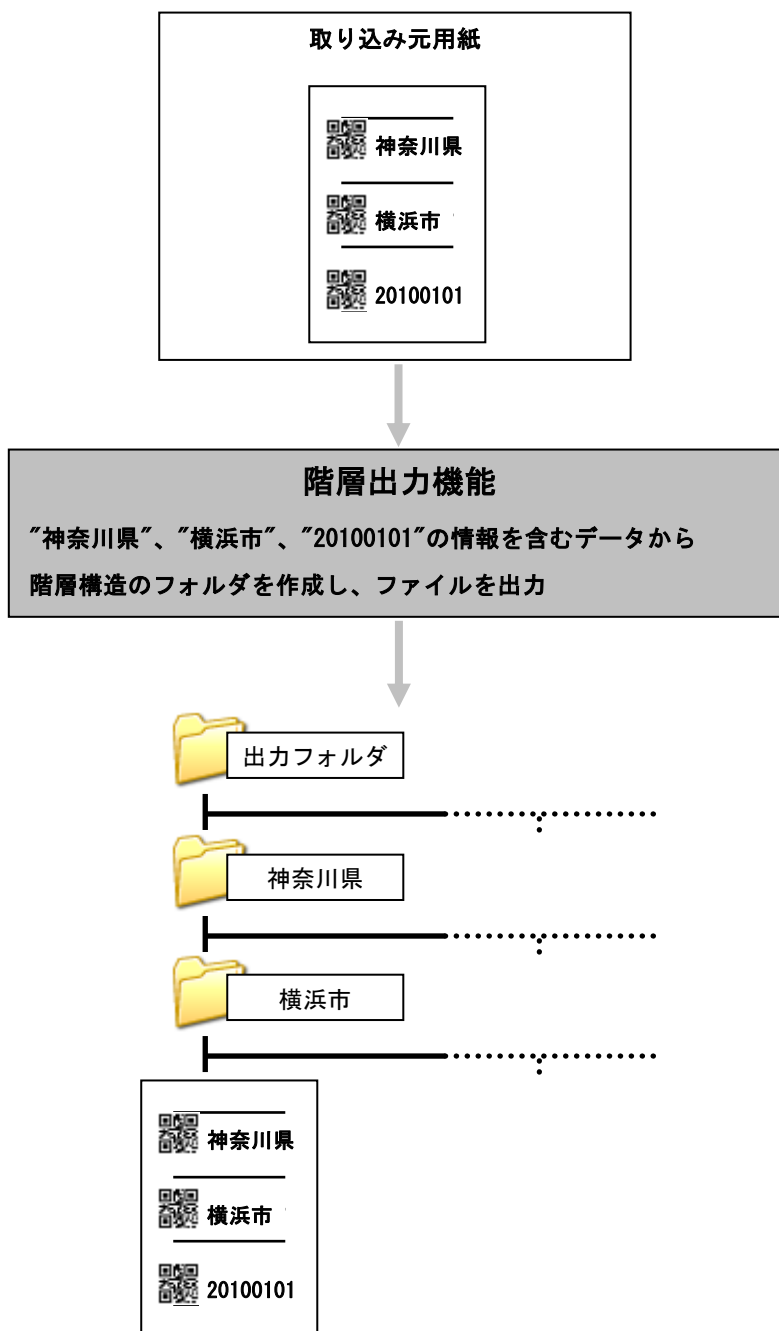 取り込み元用紙
神奈川県
横浜市
20100101
階層出力機能
"神奈川県"、"横浜市"、"20100101"の情報を含むデータから
階層構造のフォルダを作成し、ファイルを出力
出力フォルダ
神奈川県
横浜市
神奈川県
横浜市
20100101